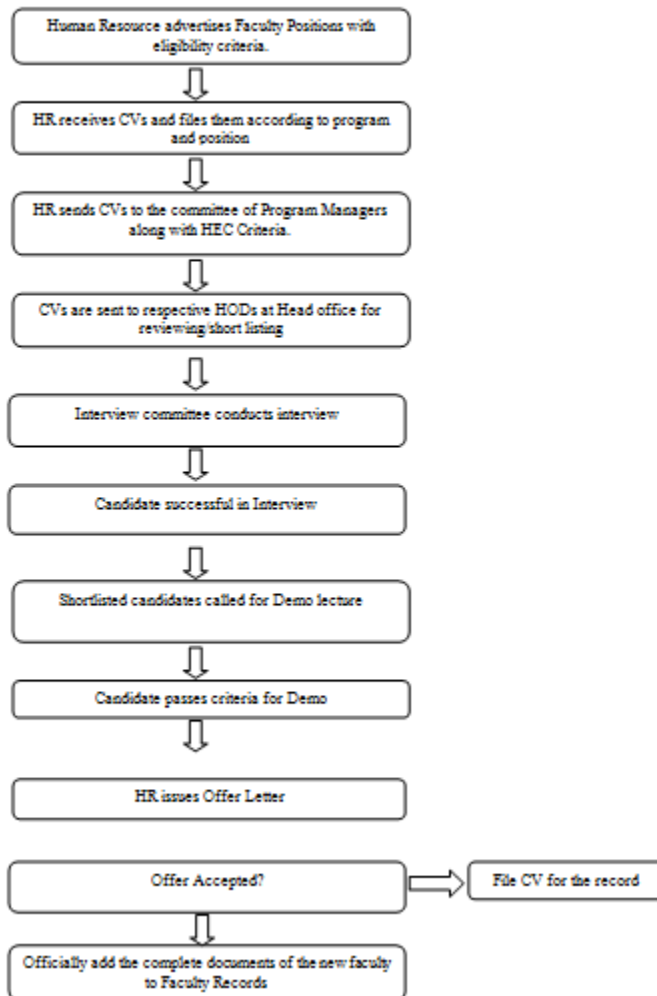 Human Resource advertises Faculty Positions with
eligibility criteria.
HR receives CVs and files them according to program
and position
HR sends CVs to the committee of Program Managers
along with HEC Criteria.
CVs are sent to respective HODs at Head office for
reviewing/short listing
Interview committee conducts interview
Candidate successful in Interview
Shortlisted candidates called for Demo lecture
Candidate passes criteria for Demo
HR issues Offer Letter
Offer Accepted?
File CV for the record
Officially add the complete documents of the new faculty
to Faculty Records